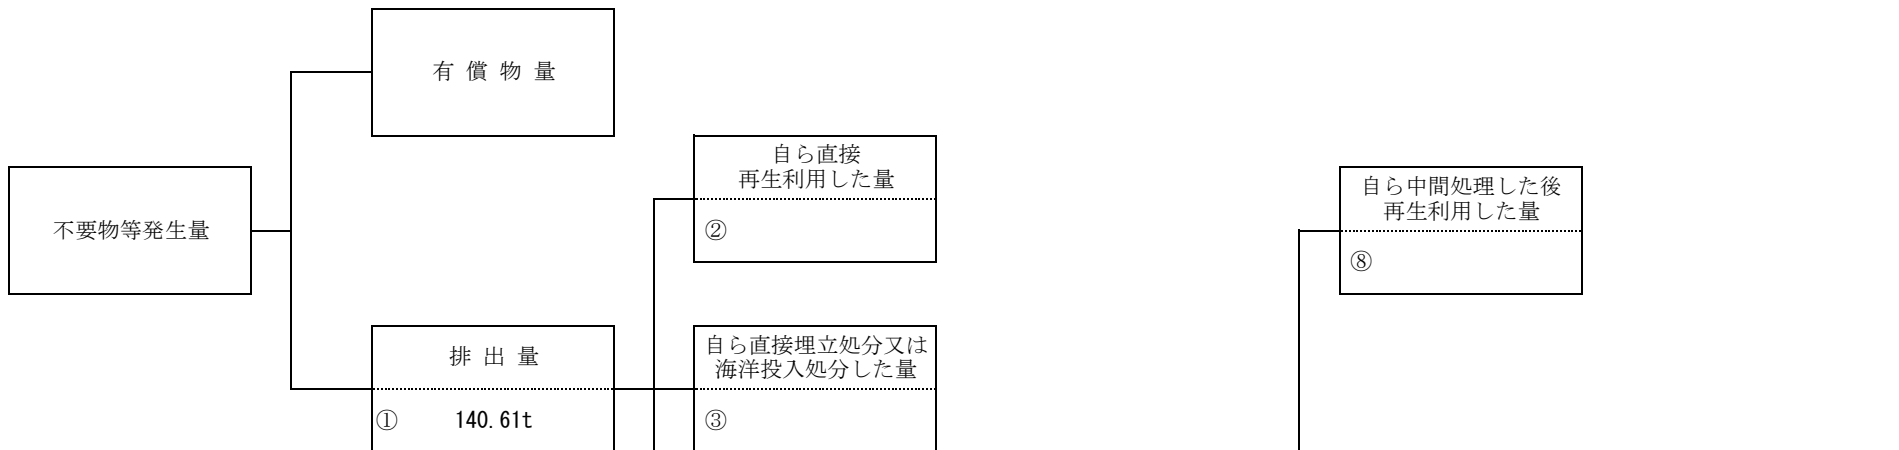 有 償 物 量
自ら直接
再生利用した量
②
自ら中間処理した後
再生利用した量
⑧
不要物等発生量
排 出 量
① 140.61t
自ら直接埋立処分又は
海洋投入処分した量
③